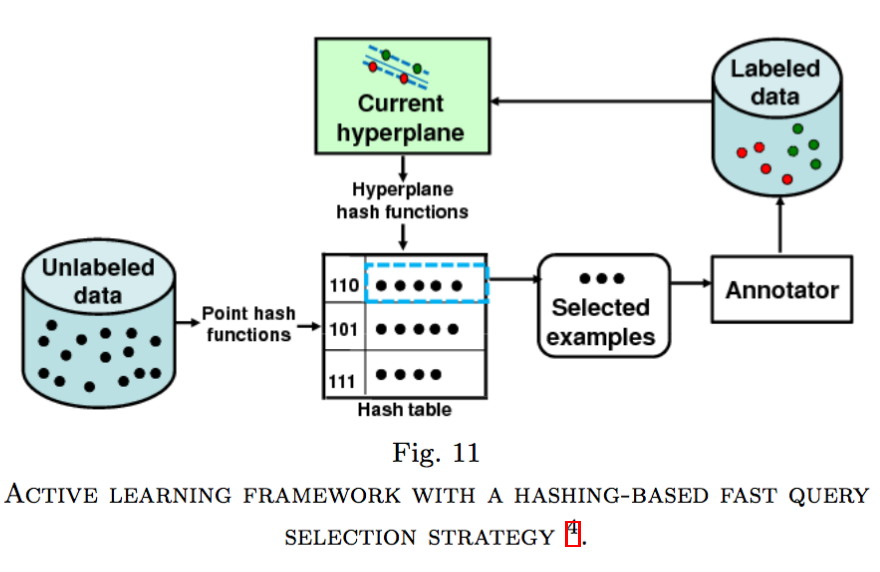 Current
hyperplane
Labeled
data
Hyperplane
hash functions
Unlabeled
data
Point hash
functions
110
101
111
Hash table
Selected
examples
Annotator
Fig. 11
Active learning framework with a hashing-based fast query
selection strategy 4.